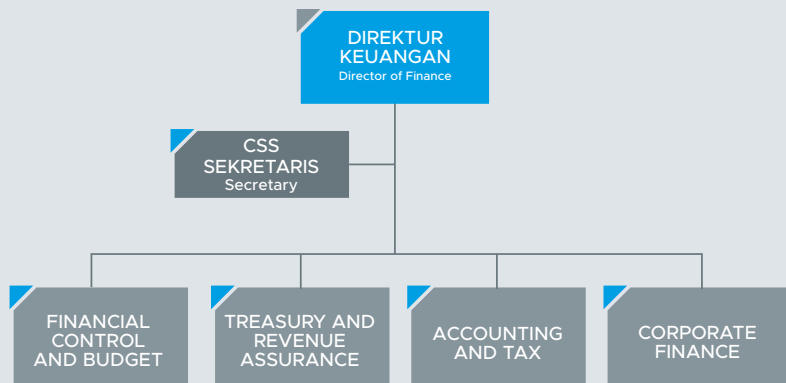 DIREKTUR
KEUANGAN
Director of Finance
CSS
SEKRETARIS
Secretary
FINANCIAL
CONTROL
AND BUDGET
TREASURY AND
REVENUE
ASSURANCE
ACCOUNTING
AND TAX
CORPORATE
FINANCE